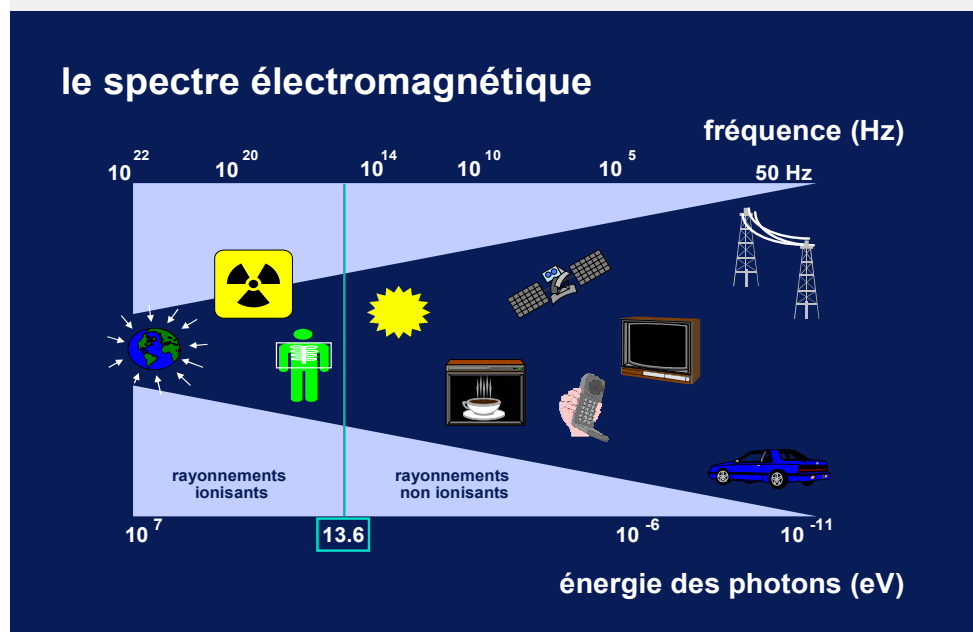 le spectre électromagnétique
fréquence (Hz)
10^22 10^20 10^14 10^10 10^5 50 Hz
rayonnements
ionisants
rayonnements
non ionisants
10^7 13.6 10^-6 10^-11
énergie des photons (eV)